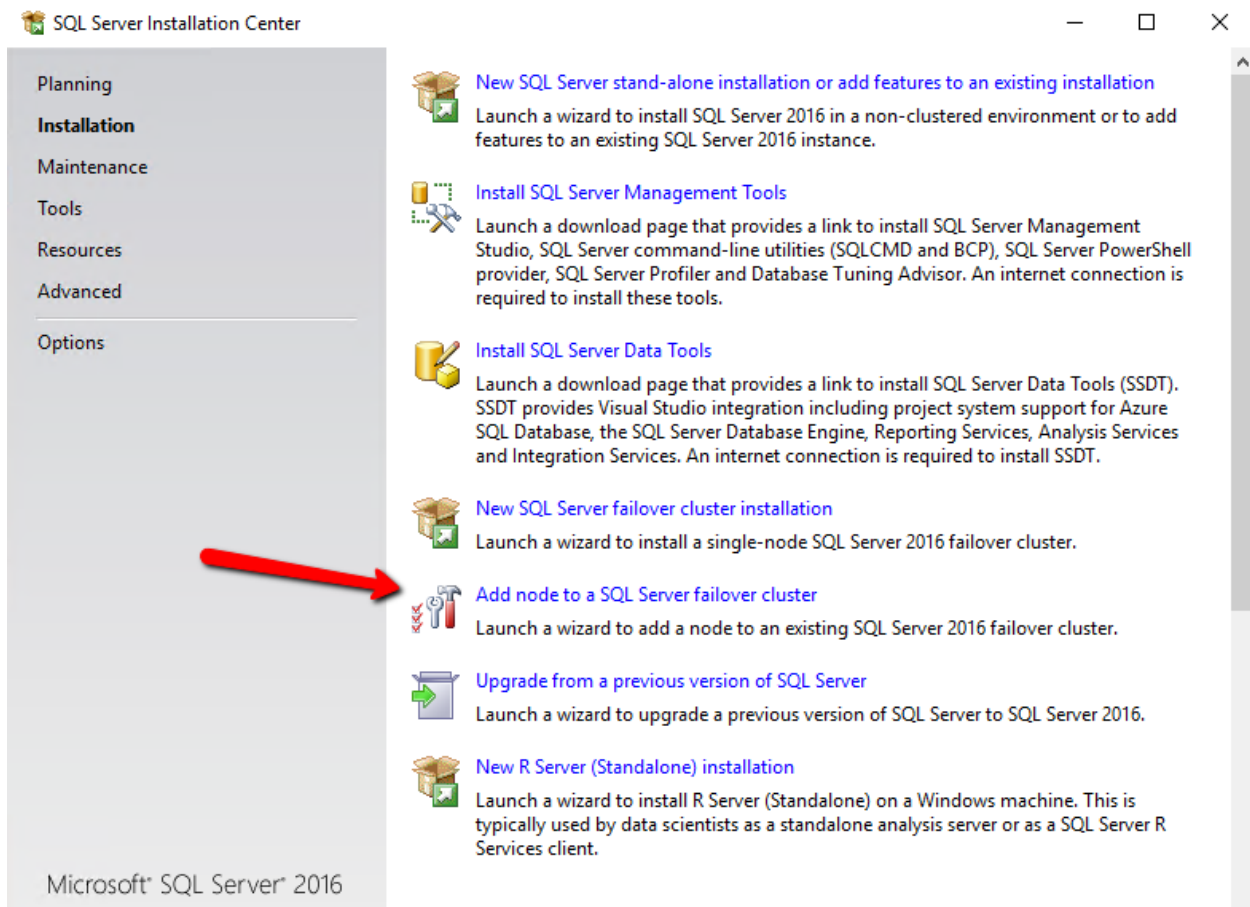 SQL Server Installation Center
Planning
Installation
Maintenance
Tools
Resources
Advanced
Options
New SQL Server stand-alone installation or add features to an existing installation
Launch a wizard to install SQL Server 2016 in a non-clustered environment or to add
features to an existing SQL Server 2016 instance.
Install SQL Server Management Tools
Launch a download page that provides a link to install SQL Server Management
Studio, SQL Server command-line utilities (SQLCMD and BCP), SQL Server PowerShell
provider, SQL Server Profiler and Database Tuning Advisor. An internet connection is
required to install these tools.
Install SQL Server Data Tools
Launch a download page that provides a link to install SQL Server Data Tools (SSDT).
SSDT provides Visual Studio integration including project system support for Azure
SQL Database, the SQL Server Database Engine, Reporting Services, Analysis Services
and Integration Services. An internet connection is required to install SSDT.
New SQL Server failover cluster installation
Launch a wizard to install a single-node SQL Server 2016 failover cluster.
Add node to a SQL Server failover cluster
Launch a wizard to add a node to an existing SQL Server 2016 failover cluster.
Upgrade from a previous version of SQL Server
Launch a wizard to upgrade a previous version of SQL Server to SQL Server 2016.
New R Server (Standalone) installation
Launch a wizard to install R Server (Standalone) on a Windows machine. This is
typically used by data scientists as a standalone analysis server or as a SQL Server R
Services client.
Microsoft® SQL Server® 2016